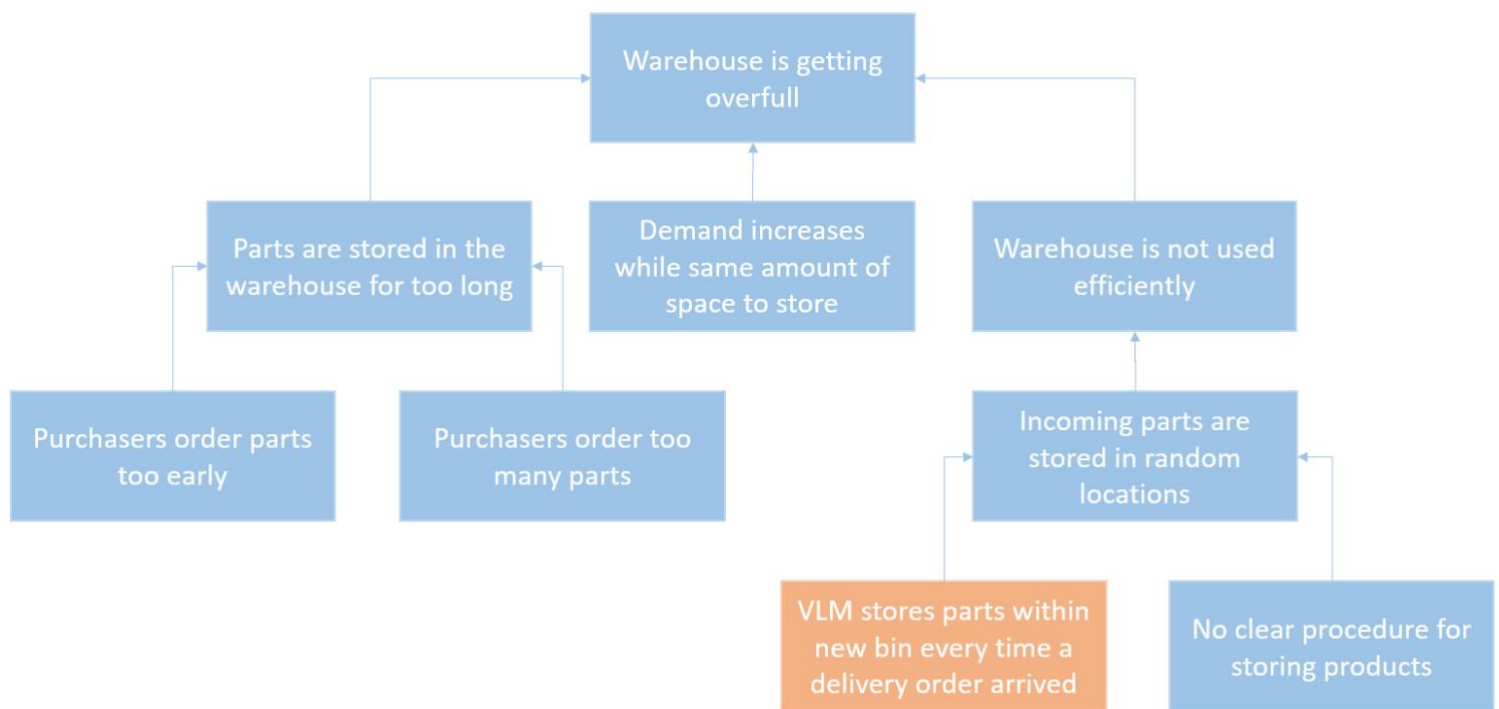 Warehouse is getting
overfull
Parts are stored in the
warehouse for too long
Demand increases
while same amount of
space to store
Warehouse is not used
efficiently
Purchasers order parts
too early
Purchasers order too
many parts
Incoming parts are
stored in random
locations
VLM stores parts within
new bin every time a
delivery order arrived
No clear procedure for
storing products